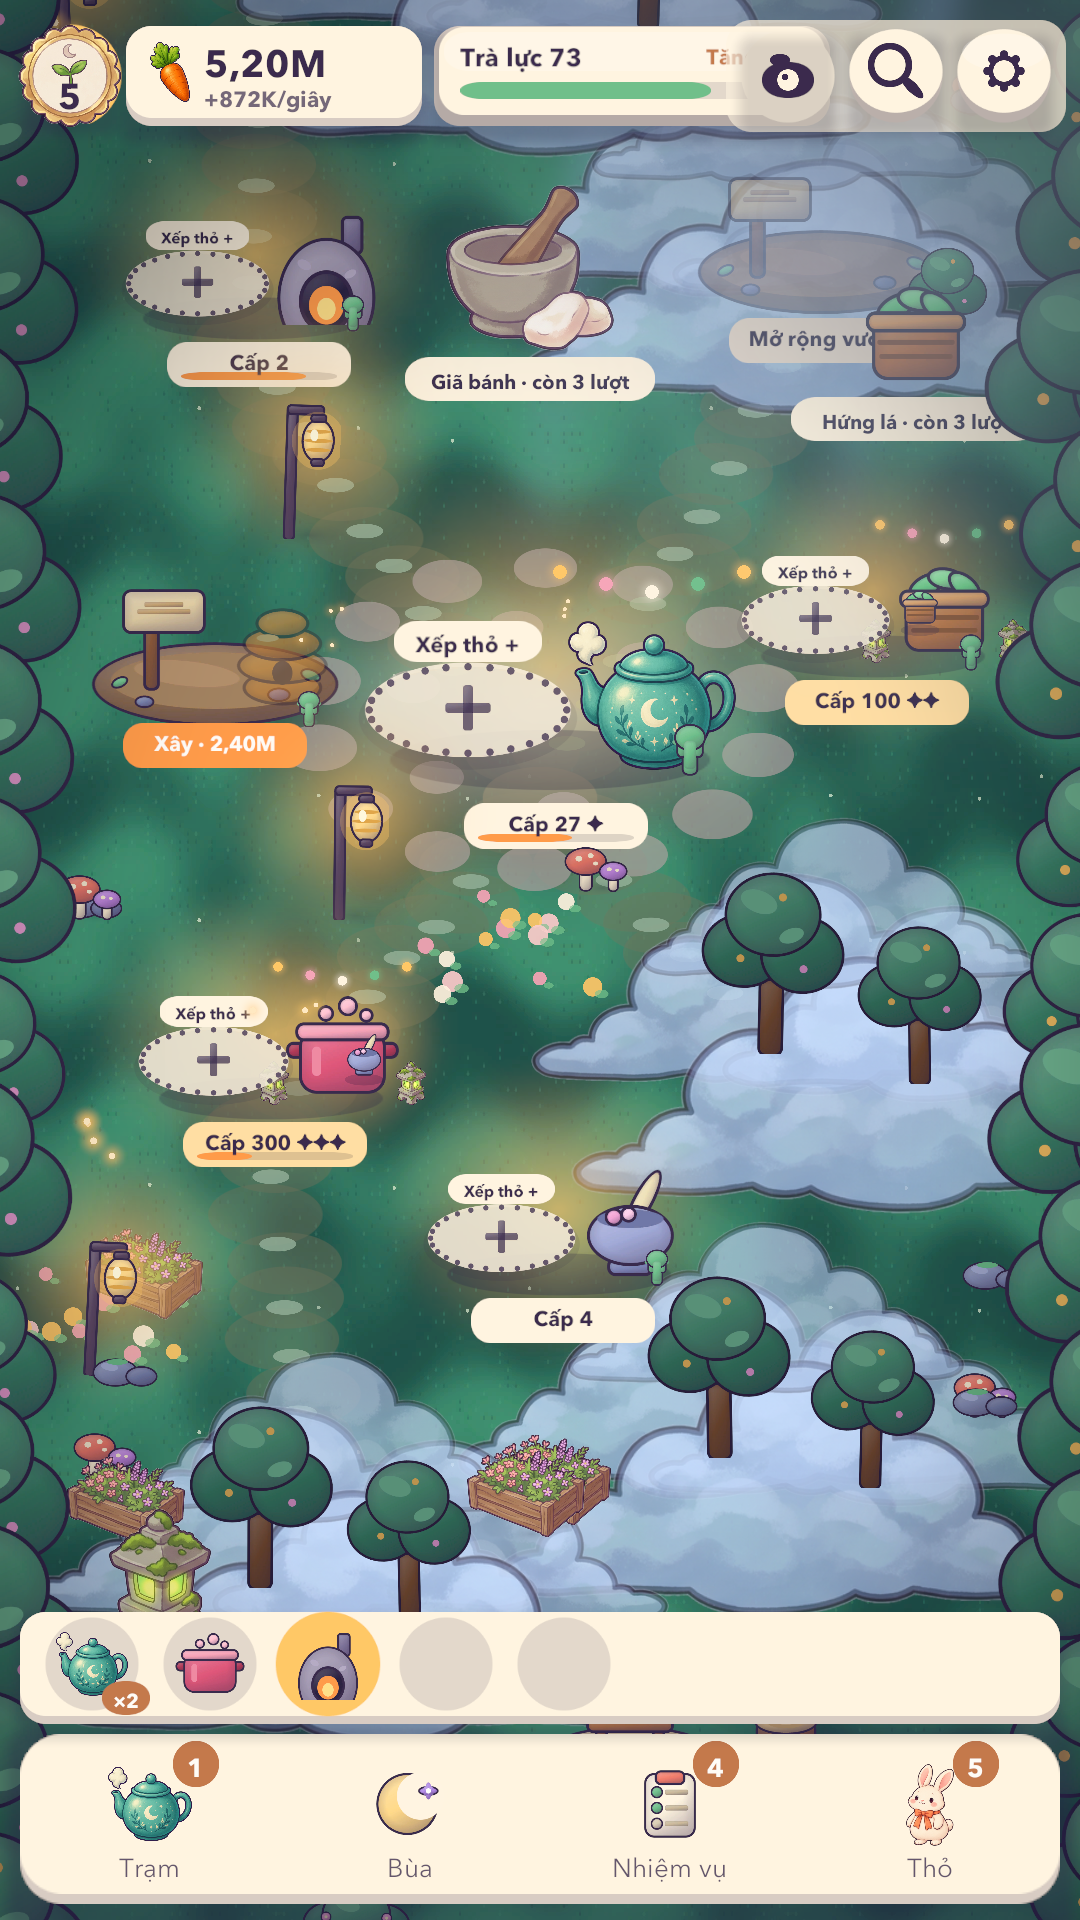 5
5,20M
+872K/giây
Trà lực 73
Xếp thỏ +
Cấp 2
Giã bánh · còn 3 lượt
Mở rộng
Hứng lá · còn 3
Xếp thỏ +
Xếp thỏ +
Cấp 100
Xây · 2,40M
Cấp 27
Xếp thỏ +
Cấp 300
Xếp thỏ +
Cấp 4
×2
1
4
5
Trạm
Bùa
Nhiệm vụ
Thỏ